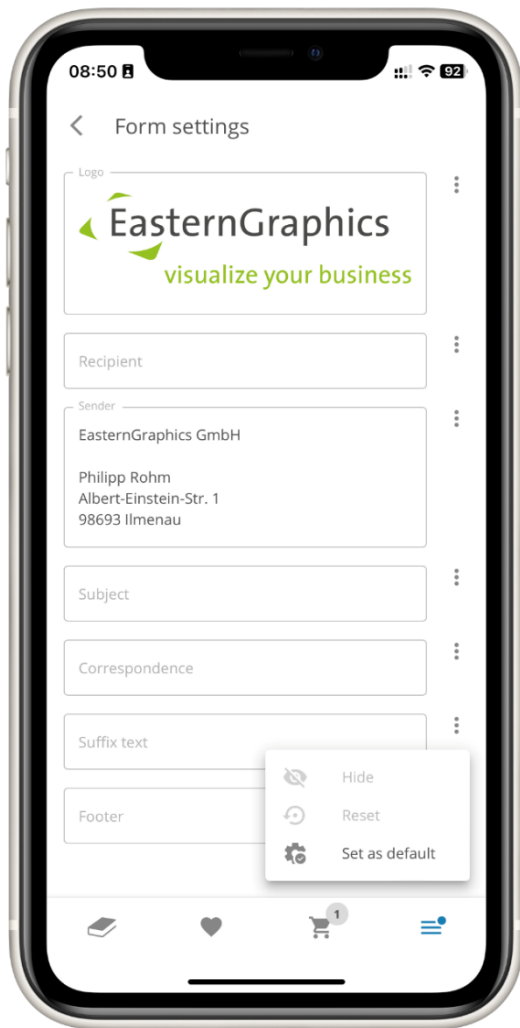 08:50
92
Form settings
Logo
EasternGraphics
visualize your business
Recipient
Sender
EasternGraphics GmbH
Philipp Rohm
Albert-Einstein-Str. 1
98693 Ilmenau
Subject
Correspondence
Suffix text
Hide
Footer
Reset
Set as default
1